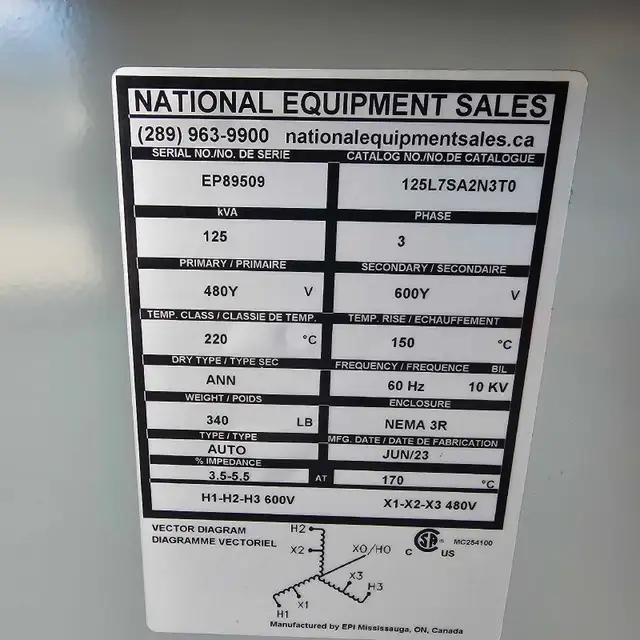 NATIONAL EQUIPMENT SALES
(289) 963-9900 nationalequipmentsales.ca
SERIAL NO./NO. DE SERIE CATALOG NO./NO. DE CATALOGUE
EP89509 125L7SA2N3T0
kVA PHASE
125 3
PRIMARY / PRIMAIRE SECONDARY / SECONDAIRE
480Y V 600Y V
TEMP. CLASS / CLASSIE DE TEMP. TEMP. RISE / ECHAUFFEMENT
220 °C 150 °C
DRY TYPE / TYPE SEC FREQUENCY / FREQUENCE BIL
ANN 60 Hz 10 KV
WEIGHT / POIDS ENCLOSURE
340 LB NEMA 3R
TYPE / TYPE MFG. DATE / DATE DE FABRICATION
AUTO JUN/23
% IMPEDANCE
3.5-5.5 AT 170 °C
H1-H2-H3 600V X1-X2-X3 480V
VECTOR DIAGRAM
DIAGRAMME VECTORIEL
H2
X2
XO/HO
X3
H3
X1
H1
SA ® MC254100
C US
Manufactured by EPI Mississauga, ON, Canada